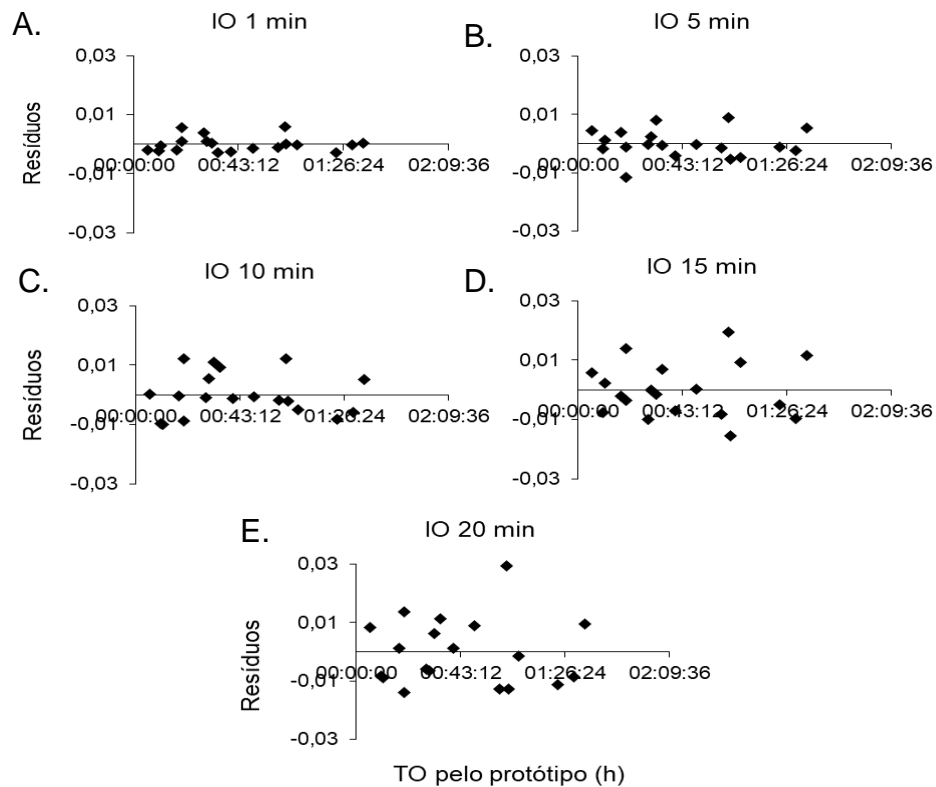 A.
IO 1 min
Resíduos
0,03
0,01
-0,01
-0,03
00:00:00 00:43:12 01:26:24 02:09:36
B.
IO 5 min
0,03
0,01
-0,01
-0,03
00:00:00 00:43:12 01:26:24 02:09:36
C.
IO 10 min
Resíduos
0,03
0,01
-0,01
-0,03
00:00:00 00:43:12 01:26:24 02:09:36
D.
IO 15 min
0,03
0,01
-0,01
-0,03
00:00:00 00:43:12 01:26:24 02:09:36
E.
IO 20 min
Resíduos
0,03
0,01
-0,01
-0,03
00:00:00 00:43:12 01:26:24 02:09:36
TO pelo protótipo (h)